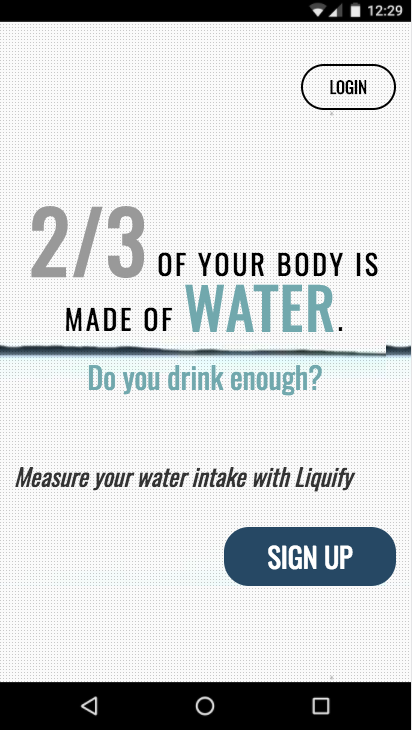 12:29
LOGIN
2/3 OF YOUR BODY IS
MADE OF WATER.
Do you drink enough?
Measure your water intake with Liquify
SIGN UP